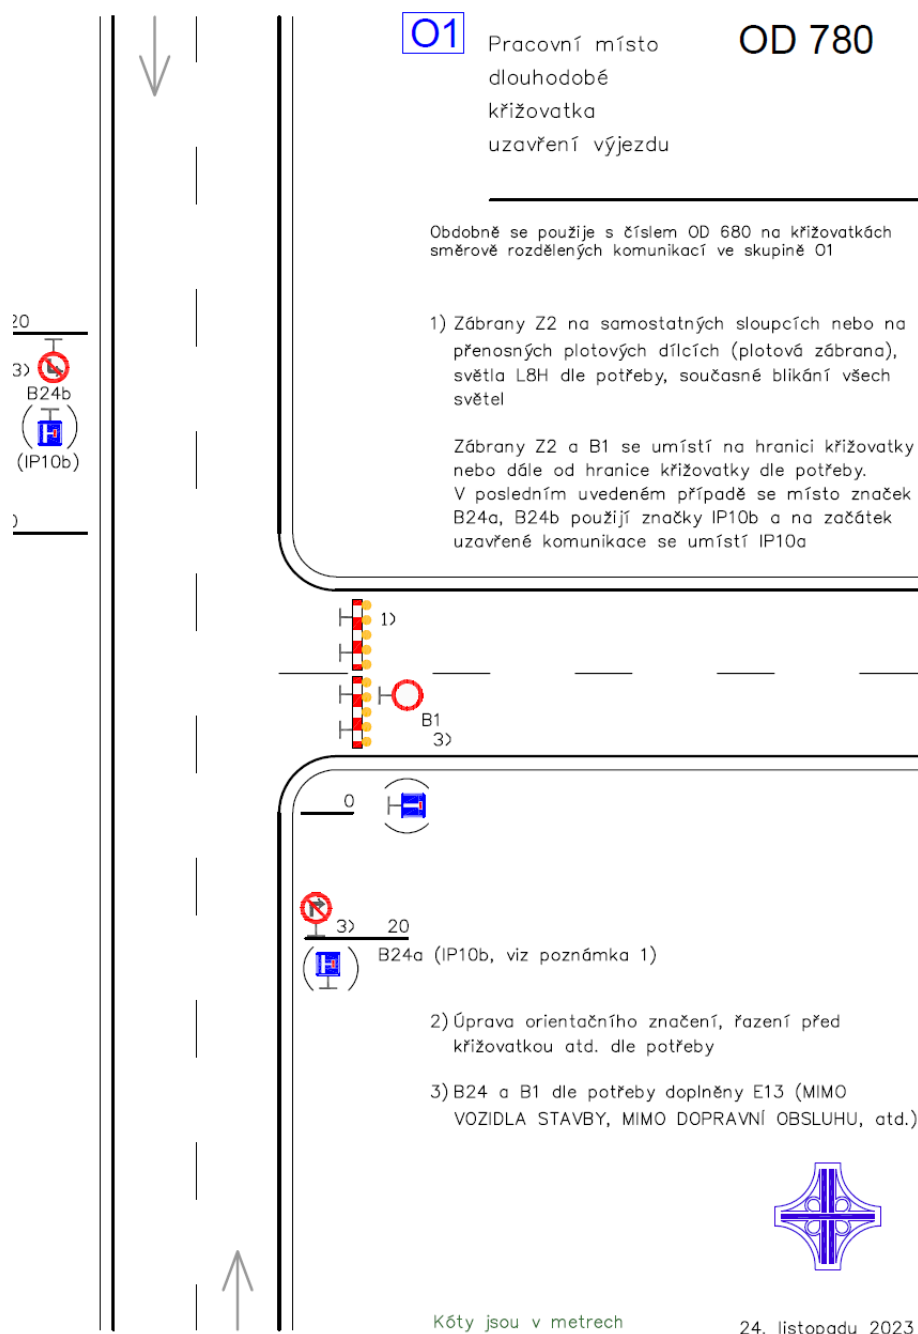 O1
Pracovní místo
dlouhodobé
křižovatka
uzavření výjezdu
OD 780
Obdobně se použije s číslem OD 680 na křižovatkách
směrově rozdělených komunikací ve skupině O1
1) Zábrany Z2 na samostatných sloupcích nebo na
přenosných plotových dílcích (plotová zábrana),
světla L8H dle potřeby, současné blikání všech
světel
Zábrany Z2 a B1 se umístí na hranici křižovatky
nebo dále od hranice křižovatky dle potřeby.
V posledním uvedeném případě se místo značek
B24a, B24b použijí značky IP10b a na začátek
uzavřené komunikace se umístí IP10a
20
3)
B24b
(IP10b)
0
1)
B1
3)
0
3) 20
B24a (IP10b, viz poznámka 1)
2) Úprava orientačního značení, řazení před
křižovatkou atd. dle potřeby
3) B24 a B1 dle potřeby doplněny E13 (MIMO
VOZIDLA STAVBY, MIMO DOPRAVNÍ OBSLUHU, atd.)
Kóty jsou v metrech
24. listopadu 2023